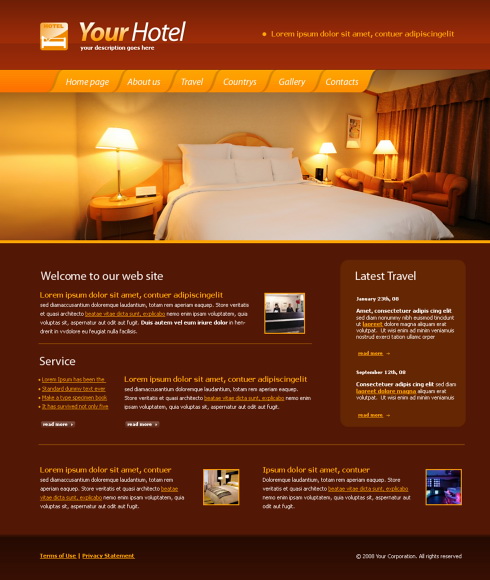 HOTEL
Your Hotel
your description goes here
Lorem ipsum dolor sit amet, contuer adipiscingelit
Home page
About us
Travel
Countrys
Gallery
Contacts
Welcome to our web site
Lorem ipsum dolor sit amet, contuer adipiscingelit
sed diamaccusantium doloremque laudantium, totam rem aperiam eaquep. Store veritatis
et quasi architecto beatae vitae dicta sunt, explicabo nemo enim ipsam voluptatem, quia
voluptas sit, aspernatur aut odit aut fugit. Duis autem vel eum iriure dolor in hen-
drerit in vvdolore eu feugiat nulla facilisis.
Service
Lorem Ipsum has been the
Standard dummy text ever
Make a type specimen book
It has survived not only five
read more
Lorem ipsum dolor sit amet, contuer adipiscingelit
sed diamaccusantium doloremque laudantium, totam rem aperiam eaquep.
Store veritatis et quasi architecto beatae vitae dicta sunt, explicabo nemo enim
ipsam voluptatem, quia voluptas sit, aspernatur aut odit aut fugit.
read more
Latest Travel
January 23th, 08
Amet, consectetuer adipis cing elit
sed diam nonummy nibh euismod tincidunt
ut laoreet dolore magna aliquam erat
volutpat. Ut wisi enim ad minim veniamus
nostrud exerci tation ullamc orper
read more →
September 12th, 08
Consectetuer adipis cing elit sed diam
laoreet dolore magna aliquam erat
volutpat. Ut wisi enim ad minim veniamus
read more →
Lorem ipsum dolor sit amet, contuer
sed diamaccusantium doloremque laudantium, totam rem
aperiam eaquep. Store veritatis et quasi architecto beatae
vitae dicta sunt, explicabo nemo enim ipsam voluptatem, quia
voluptas sit, aspernatur aut odit aut fugit.
Ipsum dolor sit amet, contuer
Doloremque laudantium, totam rem aperiam eaquep. Store
veritatis et quasi architecto beatae vitae dicta sunt, explicabo
nemo enim ipsam voluptatem, quia voluptas sit, aspernatur aut
odit aut fugit.
Terms of Use | Privacy Statement
© 2008 Your Corporation. All rights reserved